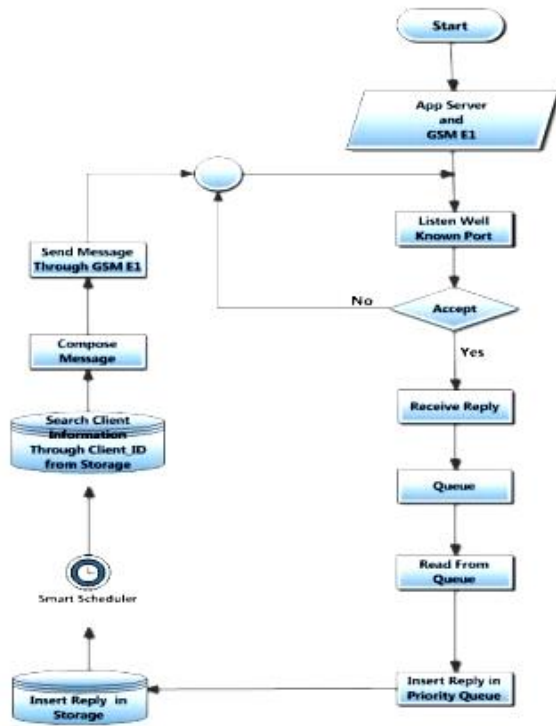 Start
App Server
and
GSM E1
Listen Well
Known Port
Accept
No
Yes
Receive Reply
Queue
Read From
Queue
Insert Reply in
Priority Queue
Insert Reply in
Storage
Smart Scheduler
Search Client
Information
Through Client_ID
from Storage
Compose
Message
Send Message
Through GSM E1